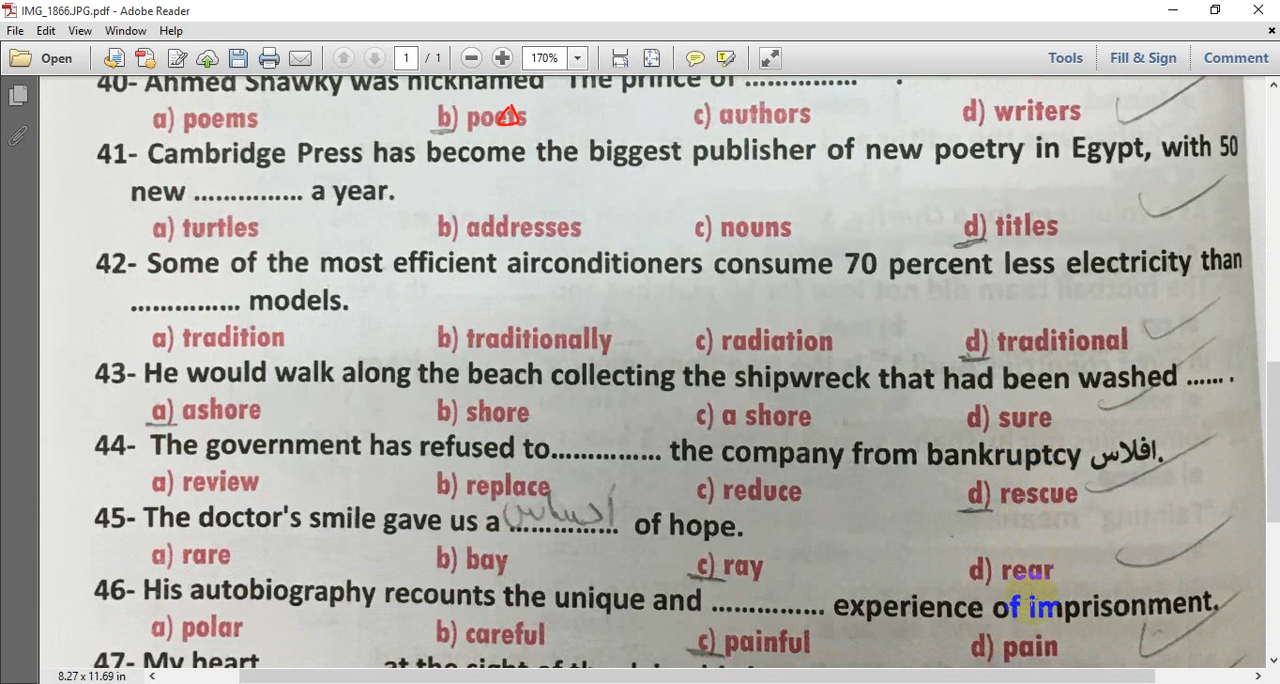 IMG_1866.JPG.pdf - Adobe Reader
File Edit View Window Help
Open 1 / 1 170% Tools Fill & Sign Comment
40- Ahmed Shawky was nicknamed "The prince of .............. .
a) poems b) poets c) authors d) writers
41- Cambridge Press has become the biggest publisher of new poetry in Egypt, with 50
new ............... a year.
a) turtles b) addresses c) nouns d) titles
42- Some of the most efficient airconditioners consume 70 percent less electricity than
............... models.
a) tradition b) traditionally c) radiation d) traditional
43- He would walk along the beach collecting the shipwreck that had been washed ...... .
a) ashore b) shore c) a shore d) sure
44- The government has refused to............... the company from bankruptcy افلاس.
a) review b) replace c) reduce d) rescue
45- The doctor's smile gave us a ............... of hope.
احساس
a) rare b) bay c) ray d) rear
46- His autobiography recounts the unique and ............... experience of imprisonment.
a) polar b) careful c) painful d) pain
47- My heart
8.27 x 11.69 in